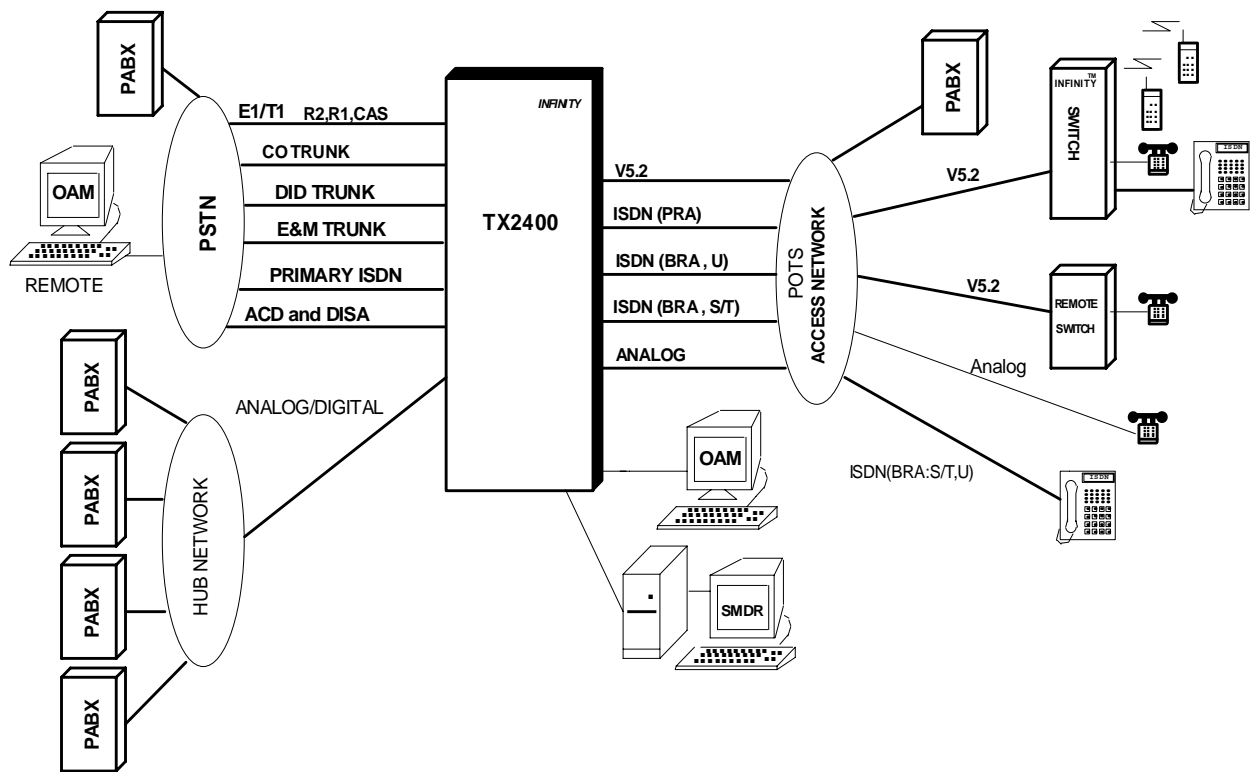 PABX
E1/T1 R2,R1,CAS
CO TRUNK
DID TRUNK
E&M TRUNK
PRIMARY ISDN
ACD and DISA
PSTN
OAM
REMOTE
PABX
PABX
PABX
PABX
HUB NETWORK
ANALOG/DIGITAL
INFINITY
TX2400
V5.2
ISDN (PRA)
ISDN (BRA , U)
ISDN (BRA , S/T)
ANALOG
OAM
SMDR
POTS
ACCESS NETWORK
PABX
V5.2
INFINITY™
SWITCH
ISDN
V5.2
REMOTE
SWITCH
Analog
ISDN(BRA:S/T,U)
ISDN